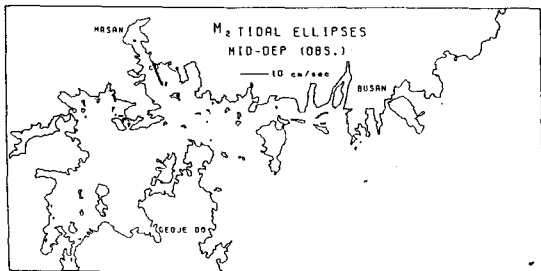 MASAN
M₂ TIDAL ELLIPSES
MID-DEP (OBS.)
10 cm/sec
BUSAN
GEOJE DO